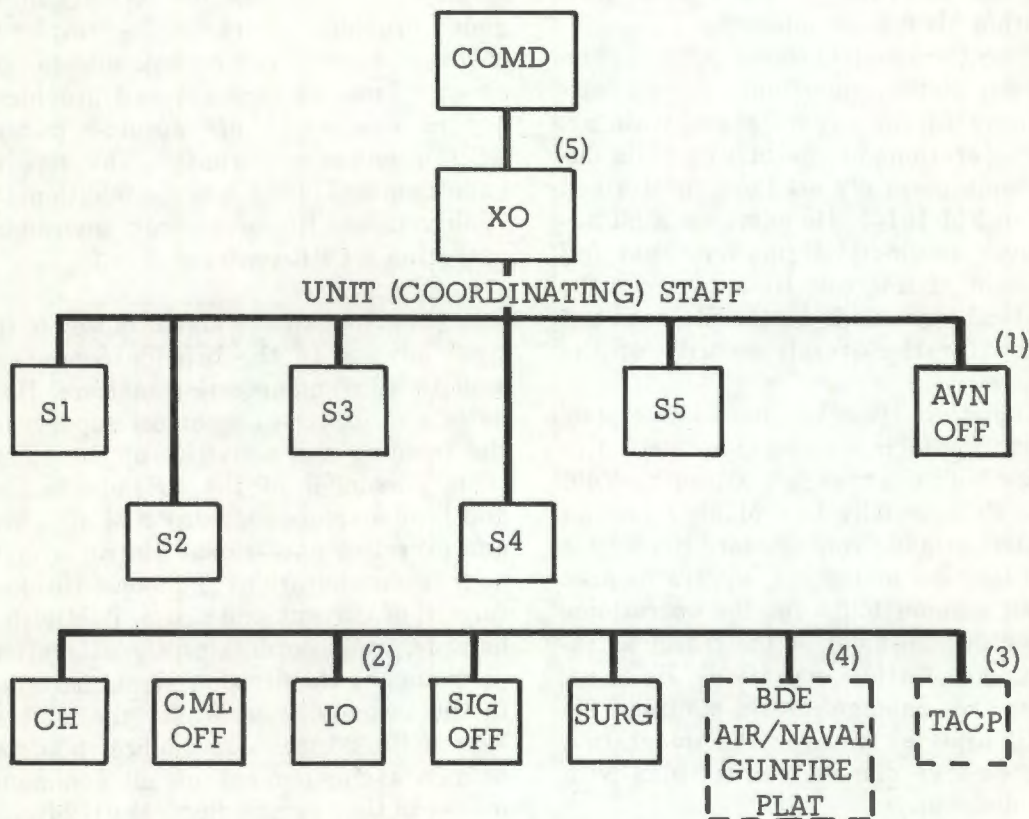 COMD
(5)
XO
UNIT (COORDINATING) STAFF
(1)
S1
S3
S5
AVN
OFF
S2
S4
(2)
(4)
(3)
CH
CML
OFF
IO
SIG
OFF
SURG
BDE
AIR/NAVAL
GUNFIRE
PLAT
TACP